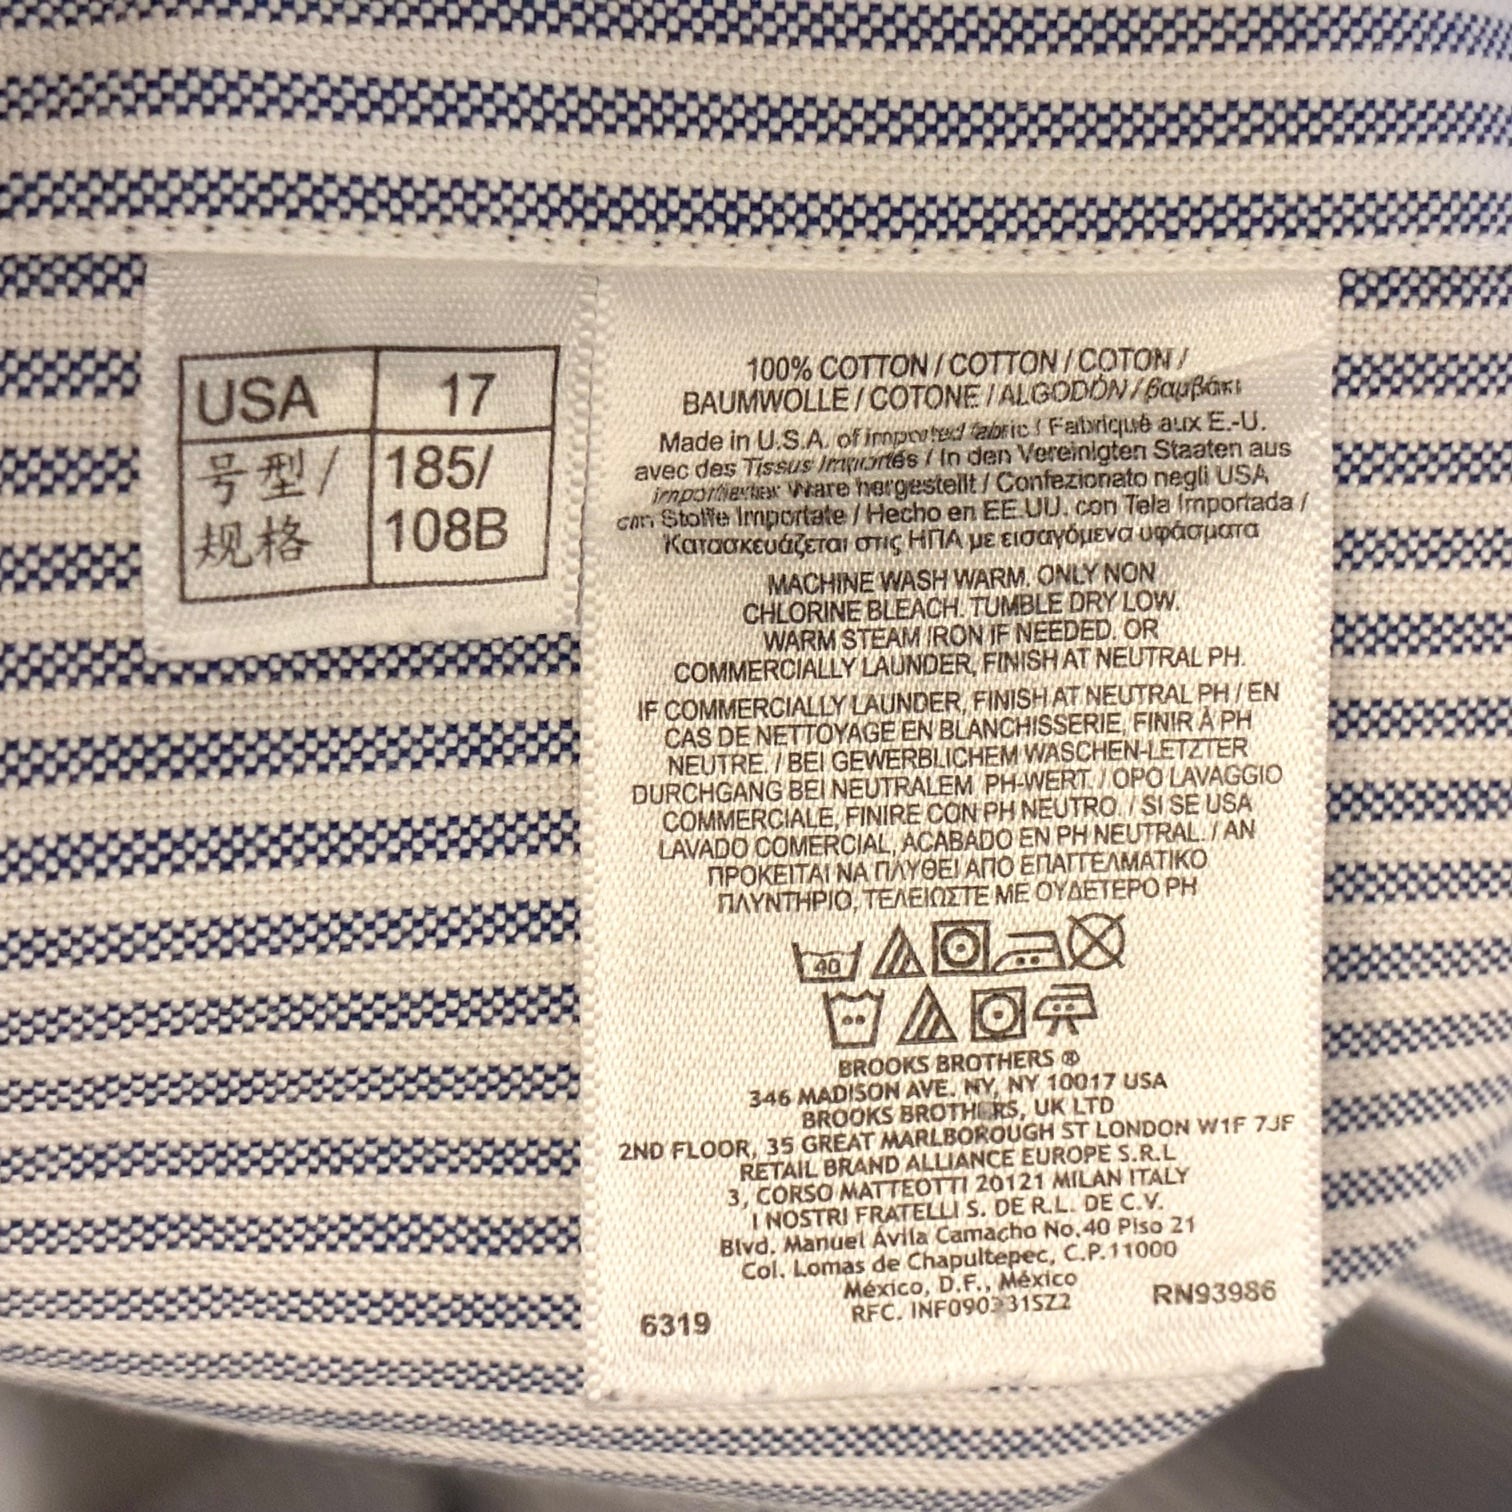 USA 17
号型/ 185/
规格 108B
100% COTTON / COTTON / COTON /
BAUMWOLLE / COTONE / ALGODÓN / βαμβάκι
Made in U.S.A. of imported fabric / Fabriqué aux E.-U.
avec des Tissus Importés / In den Vereinigten Staaten aus
importierter Ware hergestellt / Confezionato negli USA
con Stoffe Importate / Hecho en EE.UU. con Tela Importada /
Κατασκευάζεται στις ΗΠΑ με εισαγόμενα υφάσματα
MACHINE WASH WARM. ONLY NON
CHLORINE BLEACH. TUMBLE DRY LOW.
WARM STEAM IRON IF NEEDED. OR
COMMERCIALLY LAUNDER, FINISH AT NEUTRAL PH.
IF COMMERCIALLY LAUNDER, FINISH AT NEUTRAL PH / EN
CAS DE NETTOYAGE EN BLANCHISSERIE, FINIR À PH
NEUTRE. / BEI GEWERBLICHEM WASCHEN-LETZTER
DURCHGANG BEI NEUTRALEM PH-WERT. / OPO LAVAGGIO
COMMERCIALE, FINIRE CON PH NEUTRO. / SI SE USA
LAVADO COMERCIAL, ACABADO EN PH NEUTRAL. / AN
ΠΡΟΚΕΙΤΑΙ ΝΑ ΠΛΥΘΕΙ ΑΠΟ ΕΠΑΓΓΕΛΜΑΤΙΚΟ
ΠΛΥΝΤΗΡΙΟ, ΤΕΛΕΙΩΣΤΕ ΜΕ ΟΥΔΕΤΕΡΟ PH
40
BROOKS BROTHERS ®
346 MADISON AVE. NY, NY 10017 USA
BROOKS BROTHERS, UK LTD
2ND FLOOR, 35 GREAT MARLBOROUGH ST LONDON W1F 7JF
RETAIL BRAND ALLIANCE EUROPE S.R.L
3, CORSO MATTEOTTI 20121 MILAN ITALY
I NOSTRI FRATELLI S. DE R.L. DE C.V.
Blvd. Manuel Ávila Camacho No.40 Piso 21
Col. Lomas de Chapultepec, C.P.11000
México, D.F., México
RFC.
6319 RN93986